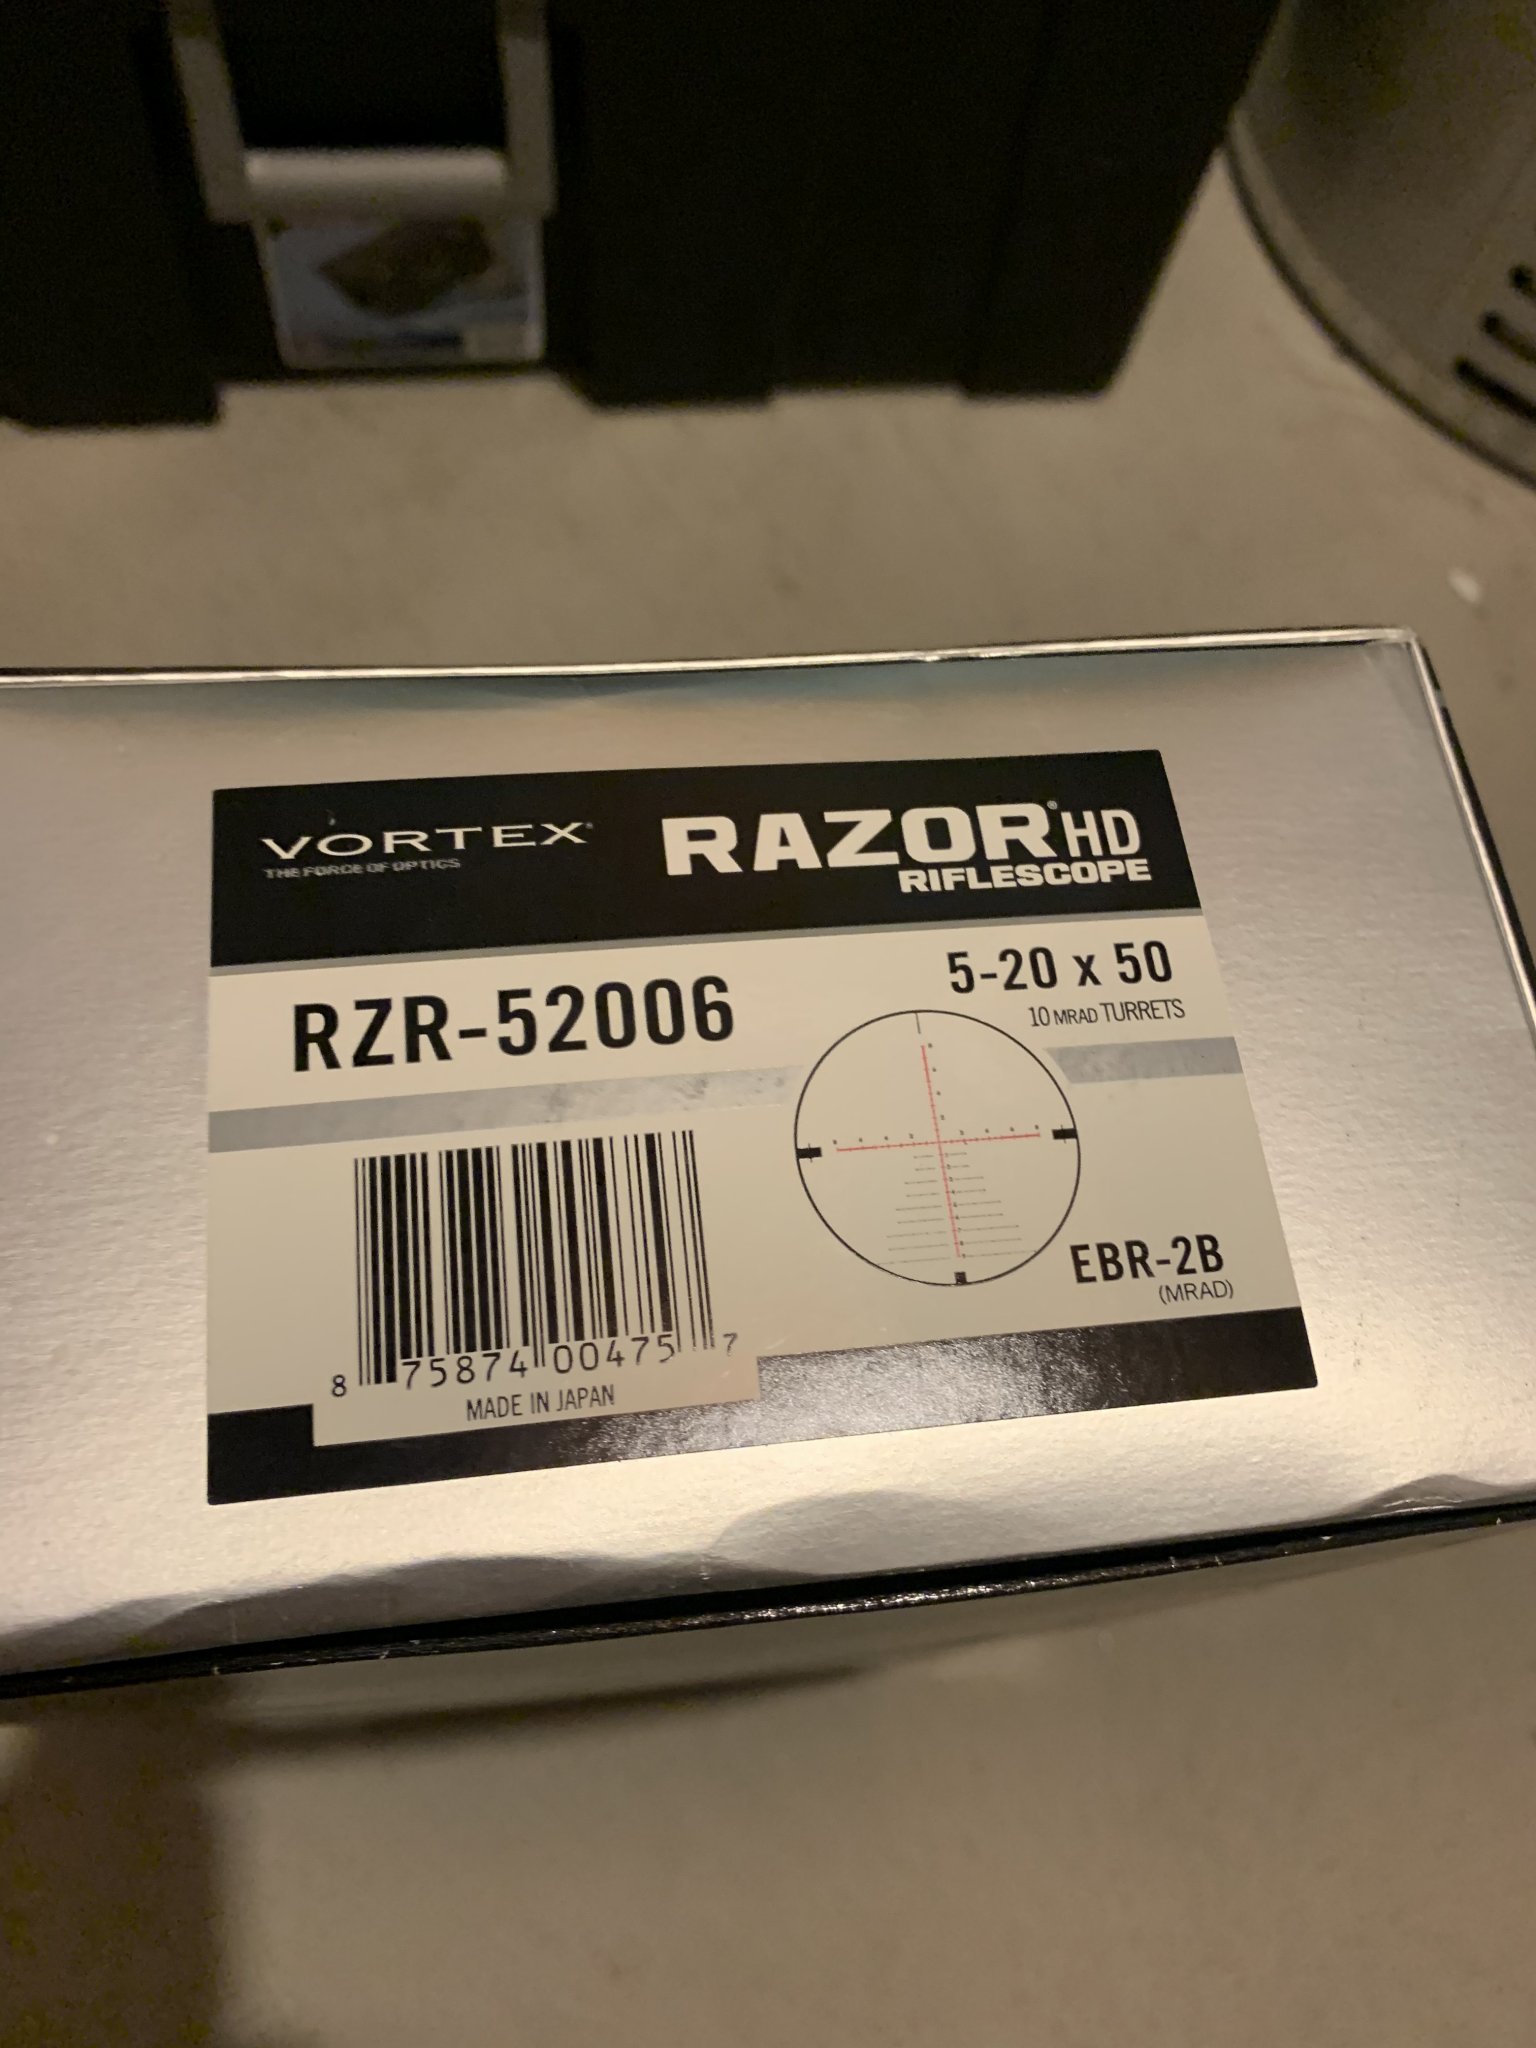 VORTEX®
THE FORCE OF OPTICS
RAZOR® HD
RIFLESCOPE
RZR-52006
5-20 x 50
10 MRAD TURRETS
EBR-2B
(MRAD)
8 75874 00475 7
MADE IN JAPAN